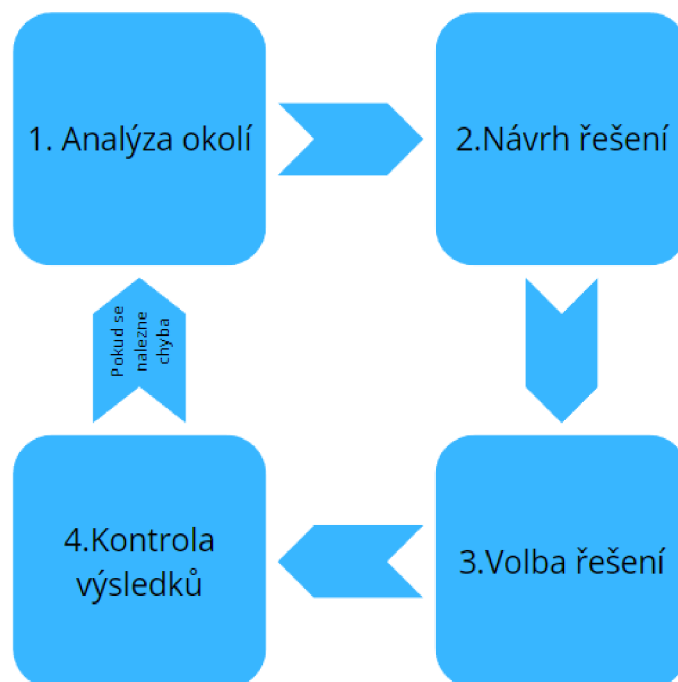 1. Analýza okolí
2.Návrh řešení
Pokud se
nalezne
chyba
4.Kontrola
výsledků
3.Volba řešení